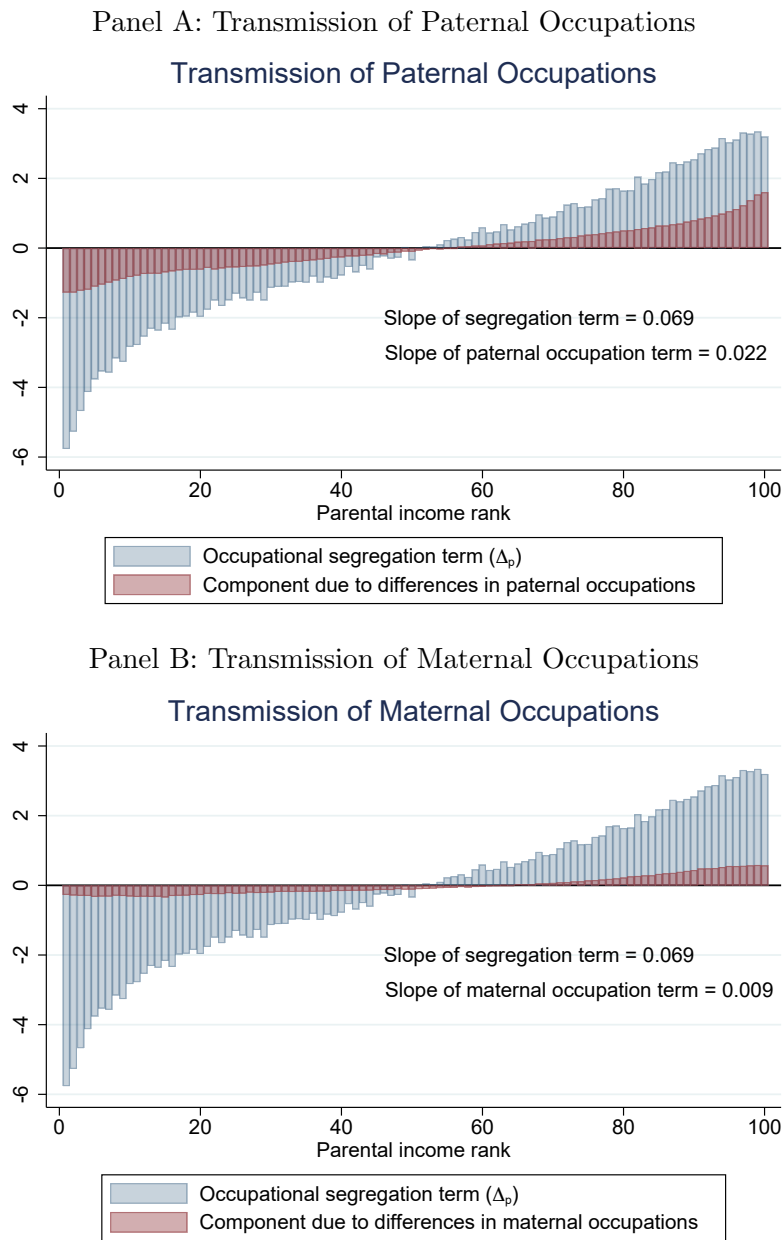 Panel A: Transmission of Paternal Occupations
Transmission of Paternal Occupations
4
2
0
-2
-4
-6
Slope of segregation term = 0.069
Slope of paternal occupation term = 0.022
0 20 40 60 80 100
Parental income rank
Occupational segregation term (Δp)
Component due to differences in paternal occupations
Panel B: Transmission of Maternal Occupations
Transmission of Maternal Occupations
4
2
0
-2
-4
-6
Slope of segregation term = 0.069
Slope of maternal occupation term = 0.009
0 20 40 60 80 100
Parental income rank
Occupational segregation term (Δp)
Component due to differences in maternal occupations